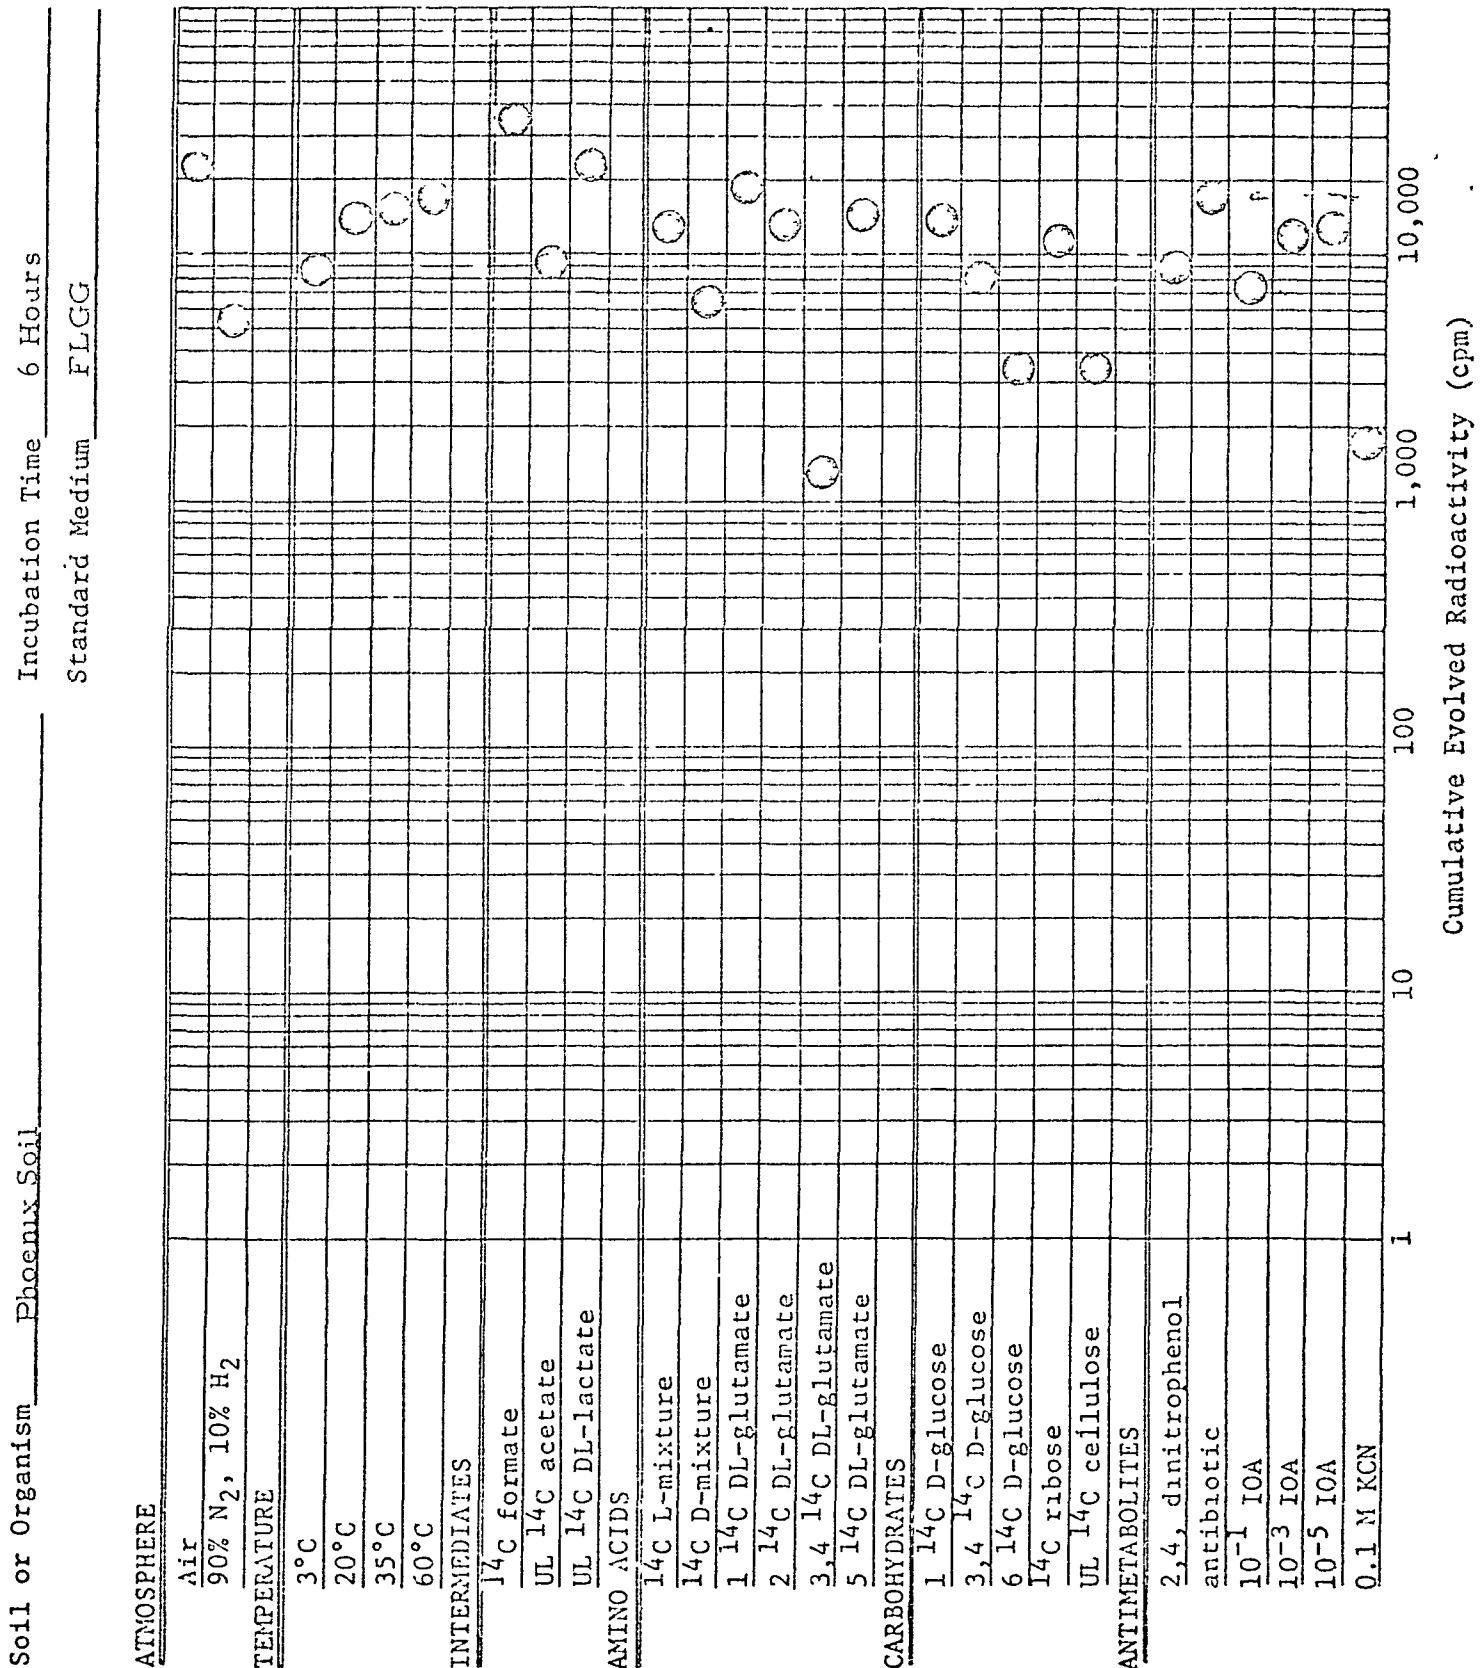 Soil or Organism Phoenix Soil Incubation Time 6 Hours
Standard Medium FLGG
ATMOSPHERE
Air
90% N2, 10% H2
TEMPERATURE
3°C
20°C
35°C
60°C
INTERMEDIATES
14C formate
UL 14C acetate
UL 14C DL-lactate
AMINO ACIDS
14C L-mixture
14C D-mixture
1 14C DL-glutamate
2 14C DL-glutamate
3,4 14C DL-glutamate
5 14C DL-glutamate
CARBOHYDRATES
1 14C D-glucose
3,4 14C D-glucose
6 14C D-glucose
14C ribose
UL 14C cellulose
ANTIMETABOLITES
2,4, dinitrophenol
antibiotic
10-1 IOA
10-3 IOA
10-5 IOA
0.1 M KCN
1 10 100 1,000 10,000
Cumulative Evolved Radioactivity (cpm)